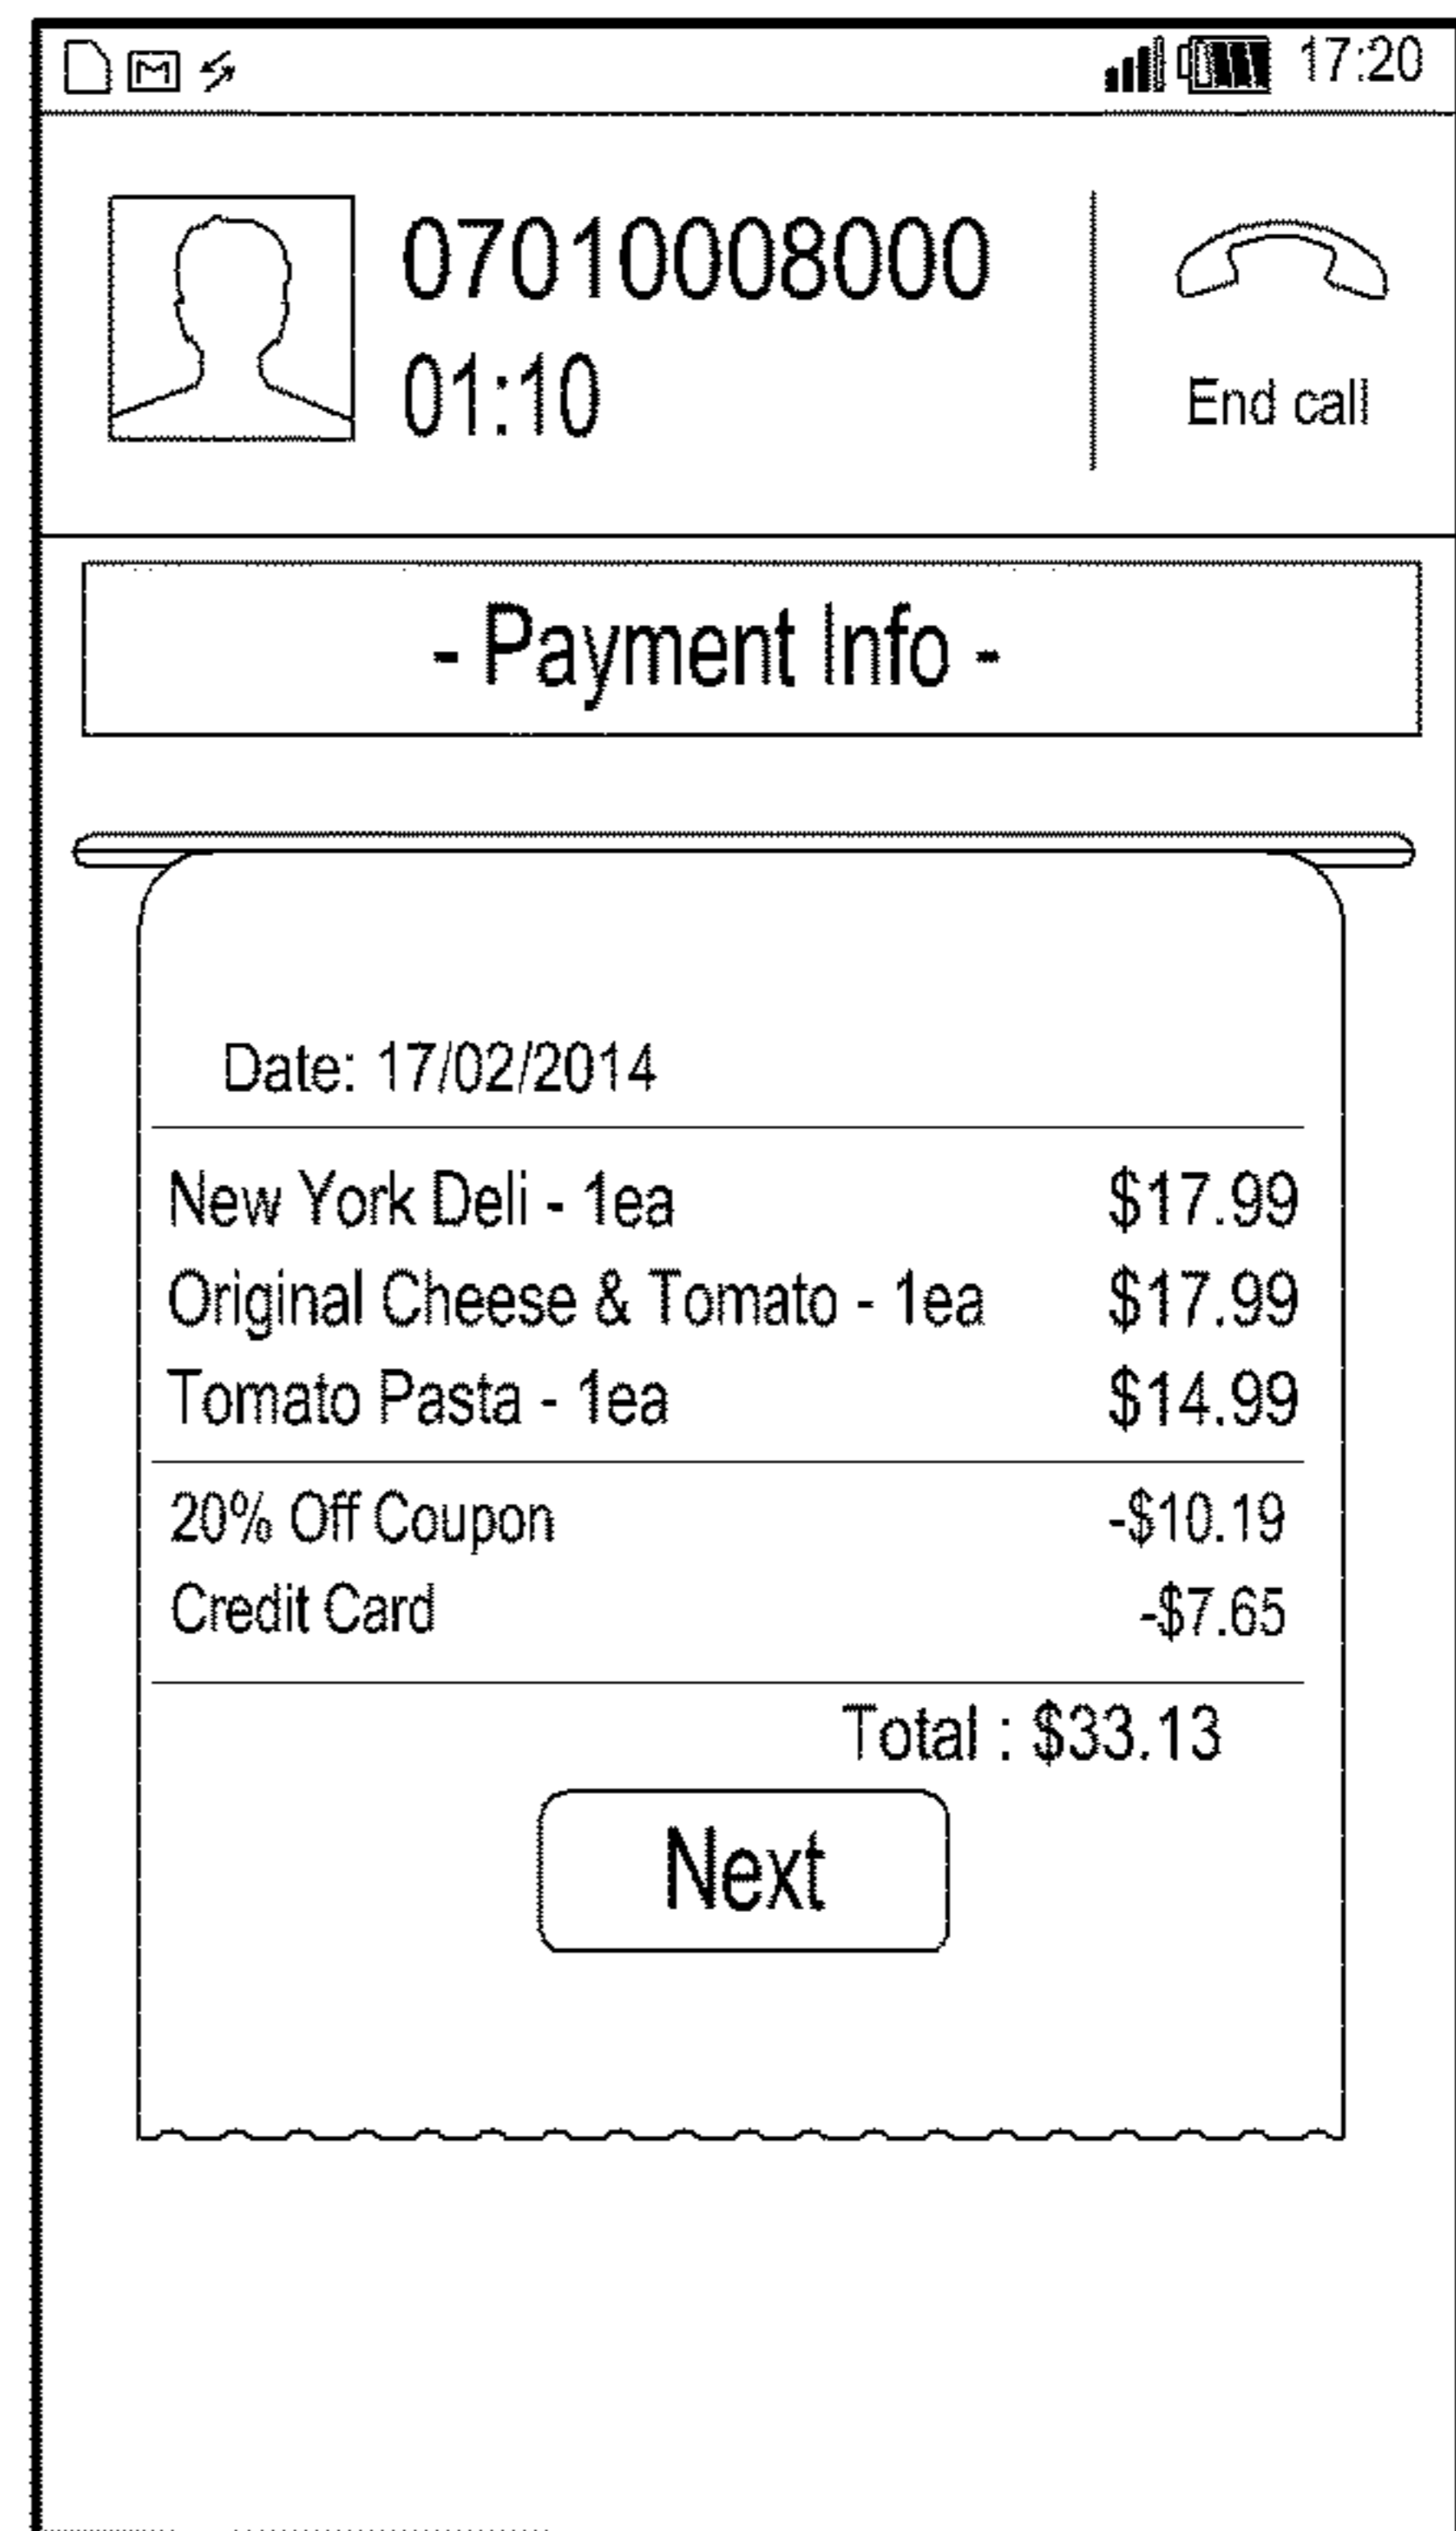 17:20
07010008000
01:10
End call
- Payment Info -
Date: 17/02/2014
New York Deli - 1ea $17.99
Original Cheese & Tomato - 1ea $17.99
Tomato Pasta - 1ea $14.99
20% Off Coupon -$10.19
Credit Card -$7.65
Total : $33.13
Next